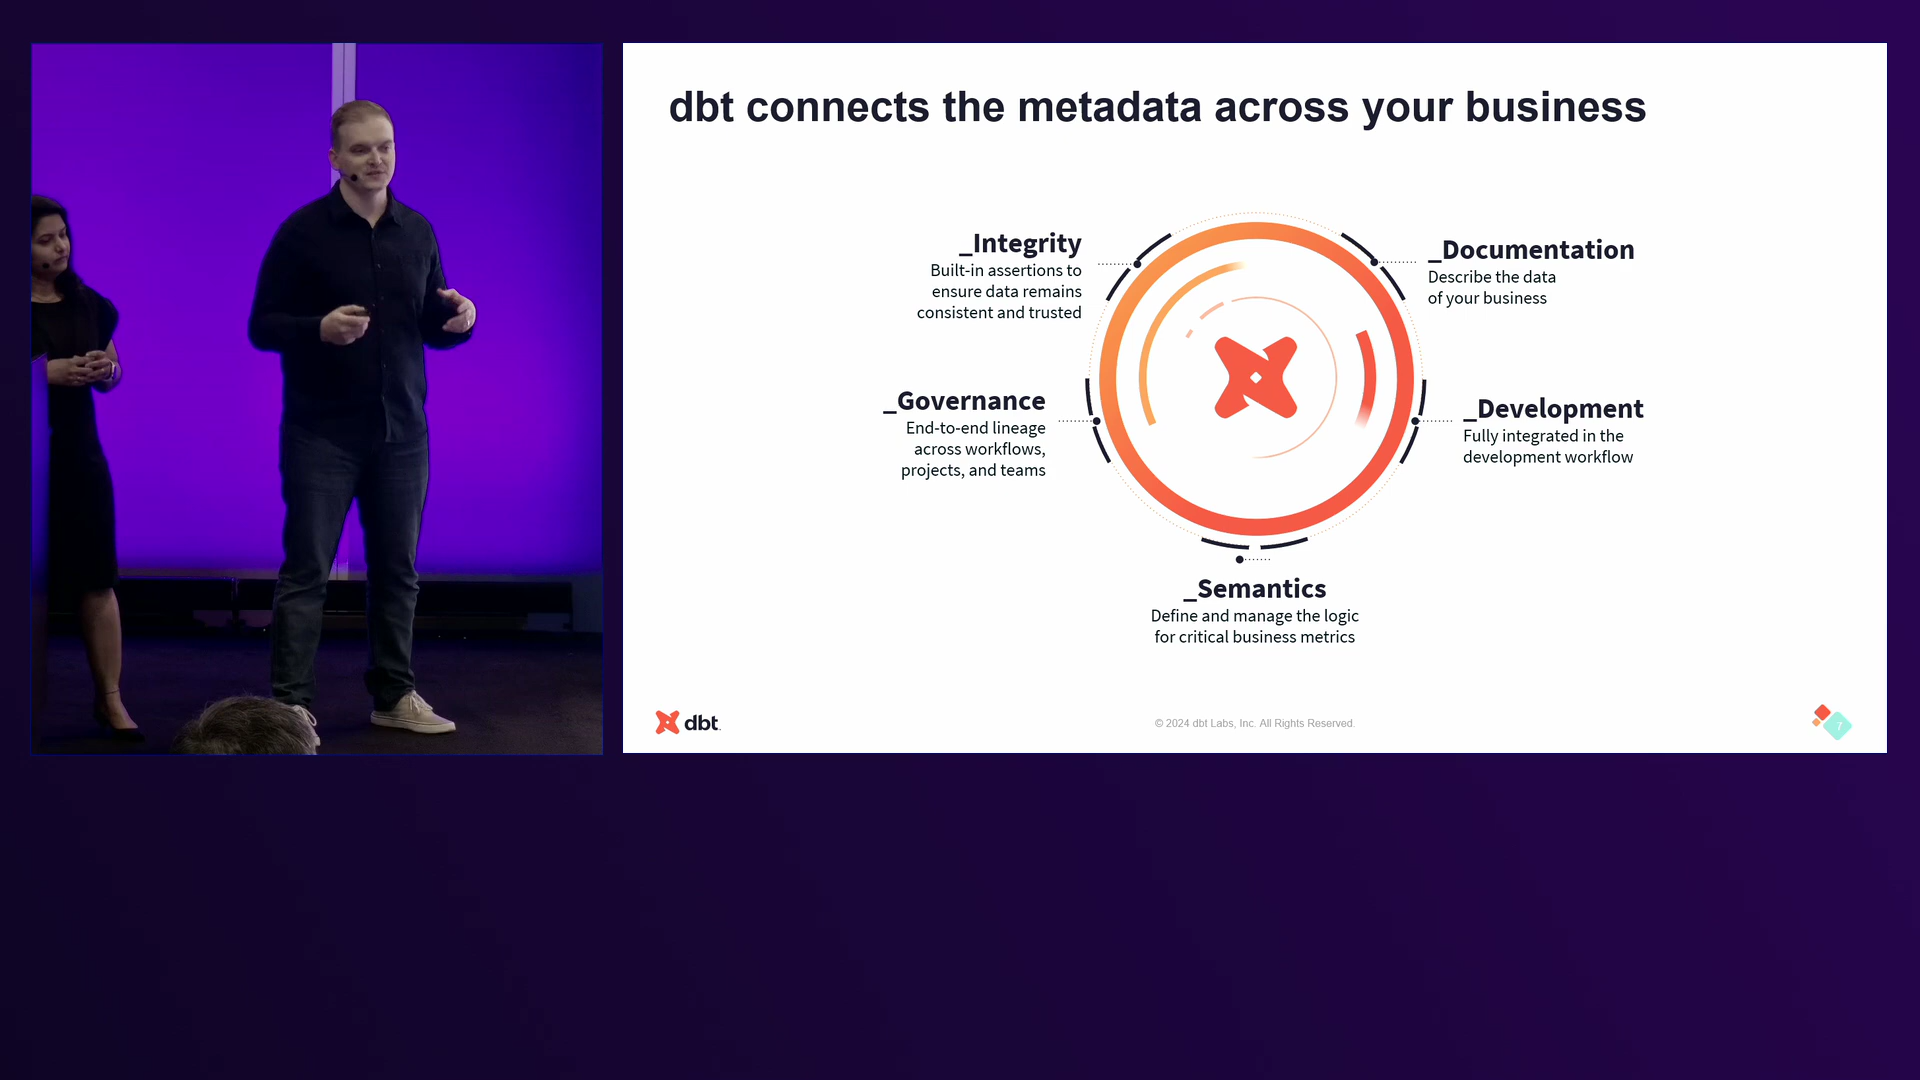 dbt connects the metadata across your business
_Integrity
Built-in assertions to
ensure data remains
consistent and trusted
_Documentation
Describe the data
of your business
_Governance
End-to-end lineage
across workflows,
projects, and teams
_Development
Fully integrated in the
development workflow
_Semantics
Define and manage the logic
for critical business metrics
dbt
© 2024 dbt Labs, Inc. All Rights Reserved.
7